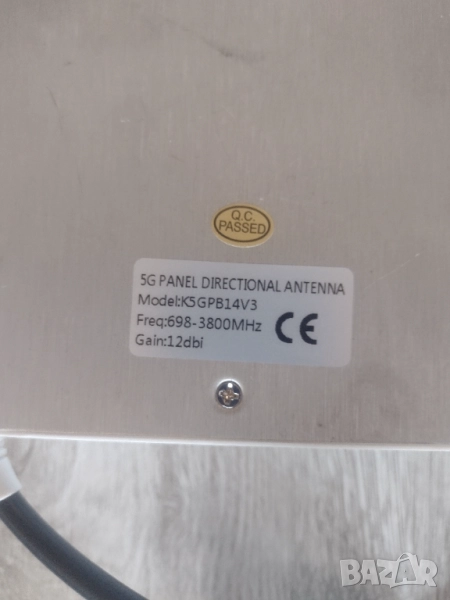 Q.C.
PASSED
5G PANEL DIRECTIONAL ANTENNA
Model:K5GPB14V3
Freq:698-3800MHz
Gain:12dbi
CE
BAZAR